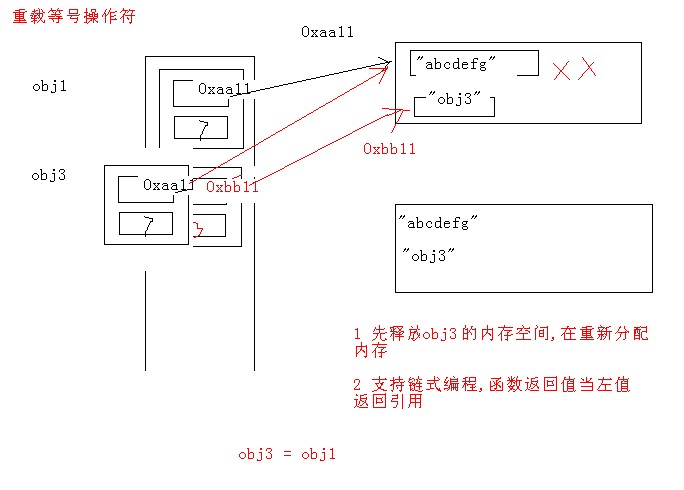 重载等号操作符
0xaa11
obj1
0xaa11
"abcdefg"
"obj3"
7
0xbb11
obj3
0xaa11
0xbb11
7
3
"abcdefg"
"obj3"
1 先释放obj3的内存空间,在重新分配
内存
2 支持链式编程,函数返回值当左值
返回引用
obj3 = obj1